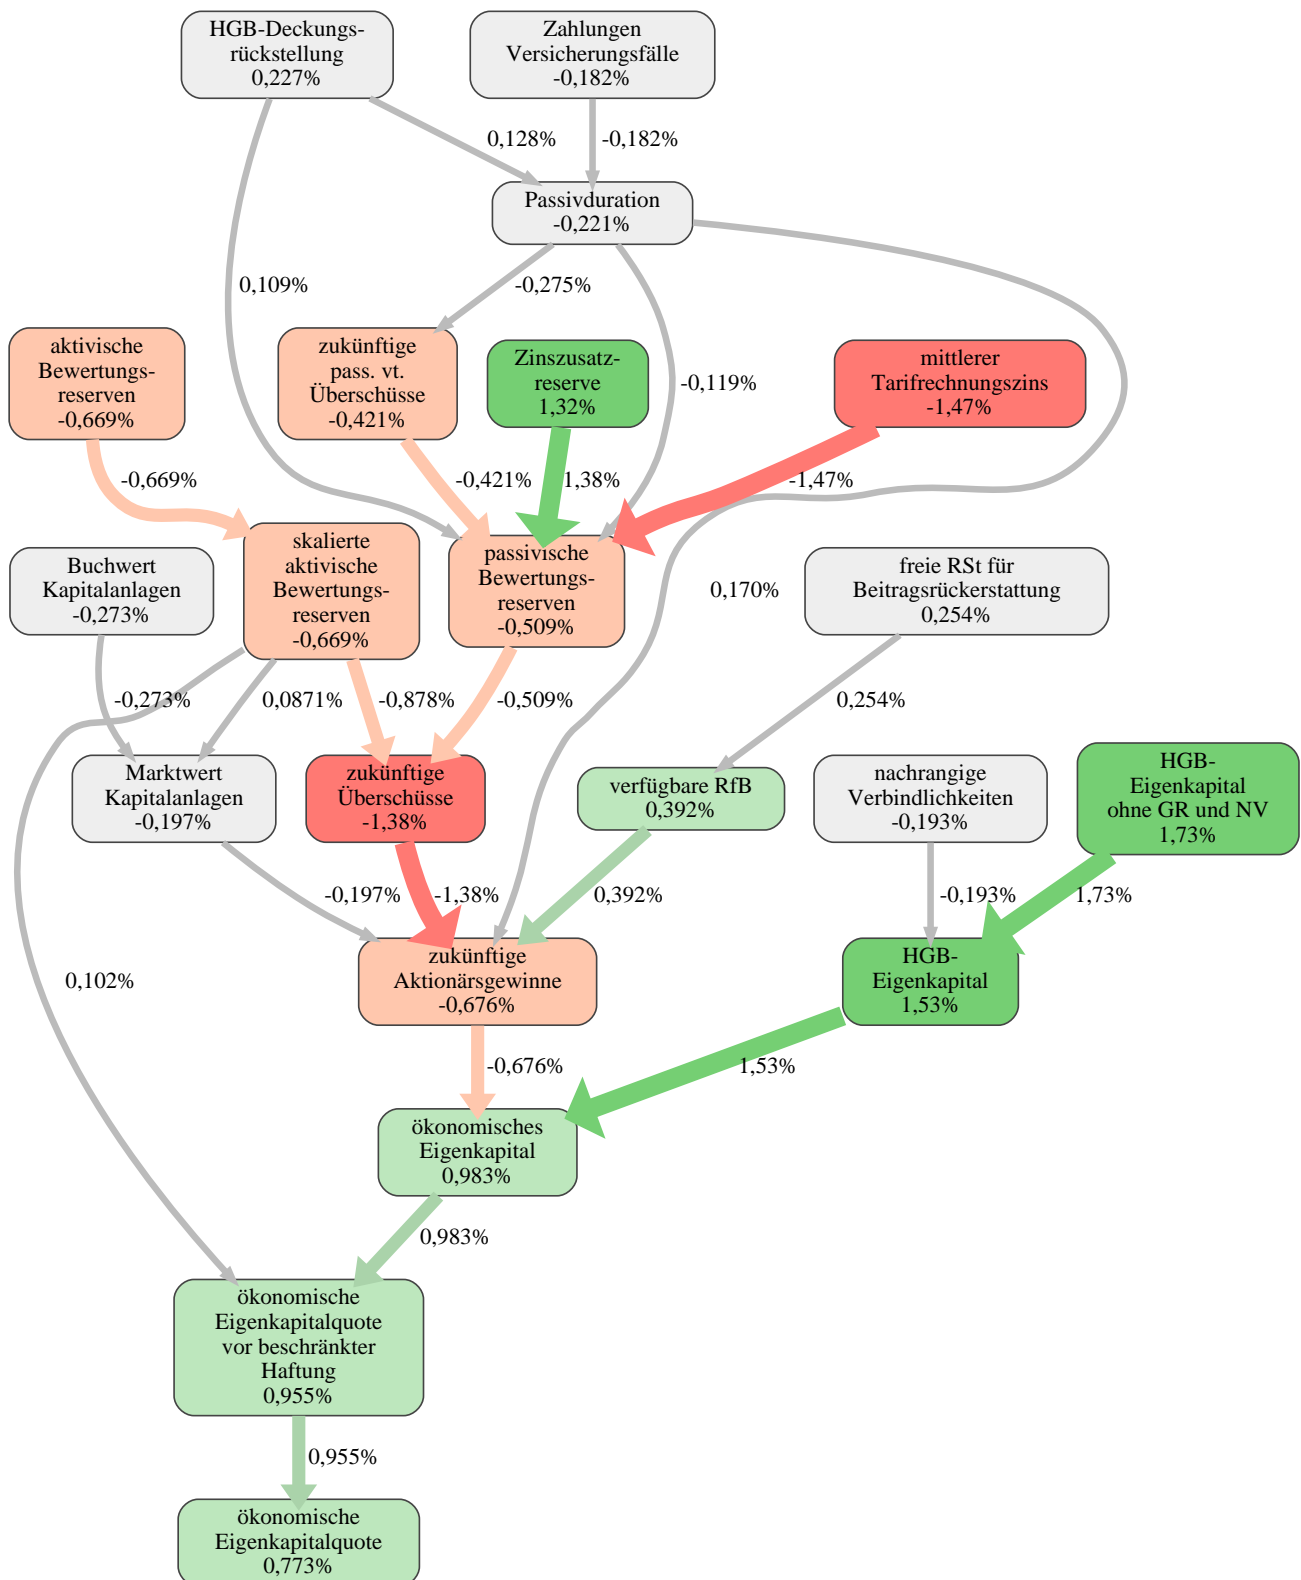 HGB-Deckungs-
rückstellung
0,227%
Zahlungen
Versicherungsfälle
-0,182%
0,128%
-0,182%
Passivduration
-0,221%
0,109%
-0,275%
-0,119%
aktivische
Bewertungs-
reserven
-0,669%
zukünftige
pass. vt.
Überschüsse
-0,421%
Zinszusatz-
reserve
1,32%
mittlerer
Tarifrechnungszins
-1,47%
-0,669%
-0,421%
1,38%
-1,47%
Buchwert
Kapitalanlagen
-0,273%
skalierte
aktivische
Bewertungs-
reserven
-0,669%
passivische
Bewertungs-
reserven
-0,509%
0,170%
freie RSt für
Beitragsrückerstattung
0,254%
-0,273%
0,0871%
-0,878%
-0,509%
0,254%
Marktwert
Kapitalanlagen
-0,197%
zukünftige
Überschüsse
-1,38%
verfügbare RfB
0,392%
nachrangige
Verbindlichkeiten
-0,193%
HGB-
Eigenkapital
ohne GR und NV
1,73%
-0,197%
-1,38%
0,392%
-0,193%
1,73%
0,102%
zukünftige
Aktionärsgewinne
-0,676%
HGB-
Eigenkapital
1,53%
-0,676%
1,53%
ökonomisches
Eigenkapital
0,983%
0,983%
ökonomische
Eigenkapitalquote
vor beschränkter
Haftung
0,955%
0,955%
ökonomische
Eigenkapitalquote
0,773%